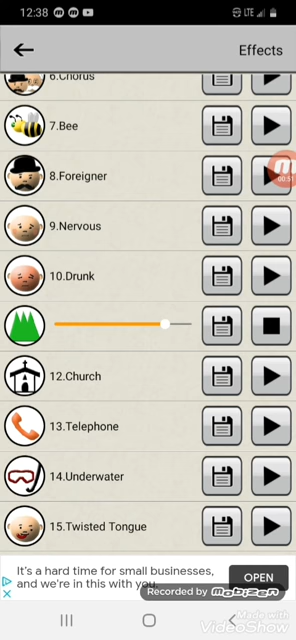 12:38
LTE
Effects
6.Chorus
7.Bee
8.Foreigner
00:51
9.Nervous
10.Drunk
12.Church
13.Telephone
14.Underwater
15.Twisted Tongue
It's a hard time for small businesses,
and we're in this with you.
OPEN
Recorded by Mobizen
Made with
VideoShow